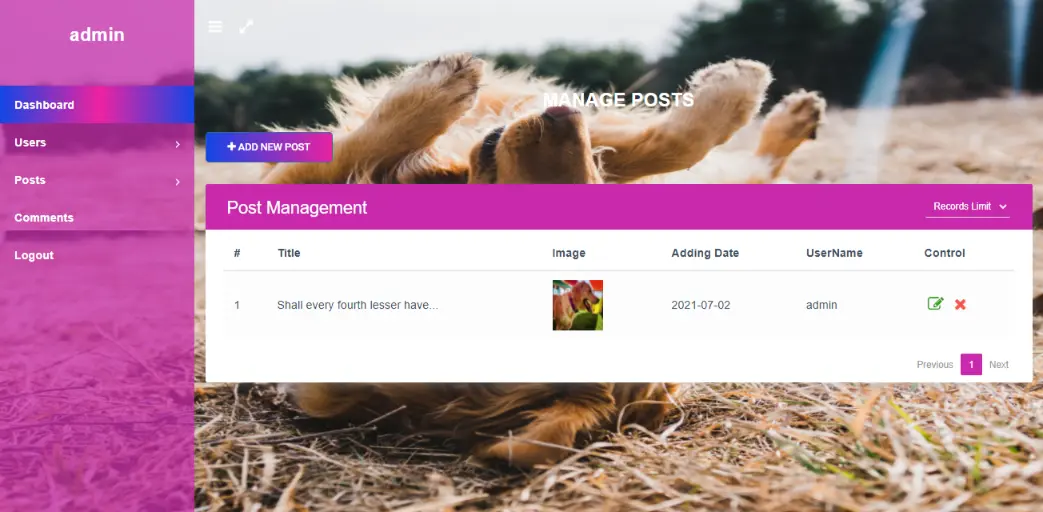 admin
Dashboard
Users
Posts
Comments
Logout
MANAGE POSTS
ADD NEW POST
Post Management
Records Limit
# Title Image Adding Date UserName Control
1 Shall every fourth lesser have... 2021-07-02 admin
Previous 1 Next